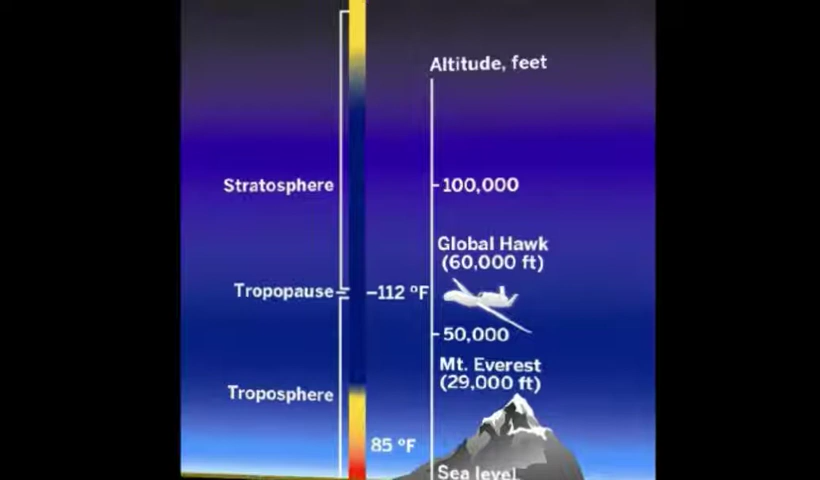 Altitude, feet
Stratosphere
100,000
Global Hawk
(60,000 ft)
Tropopause
–112 °F
50,000
Mt. Everest
(29,000 ft)
Troposphere
85 °F
Sea level